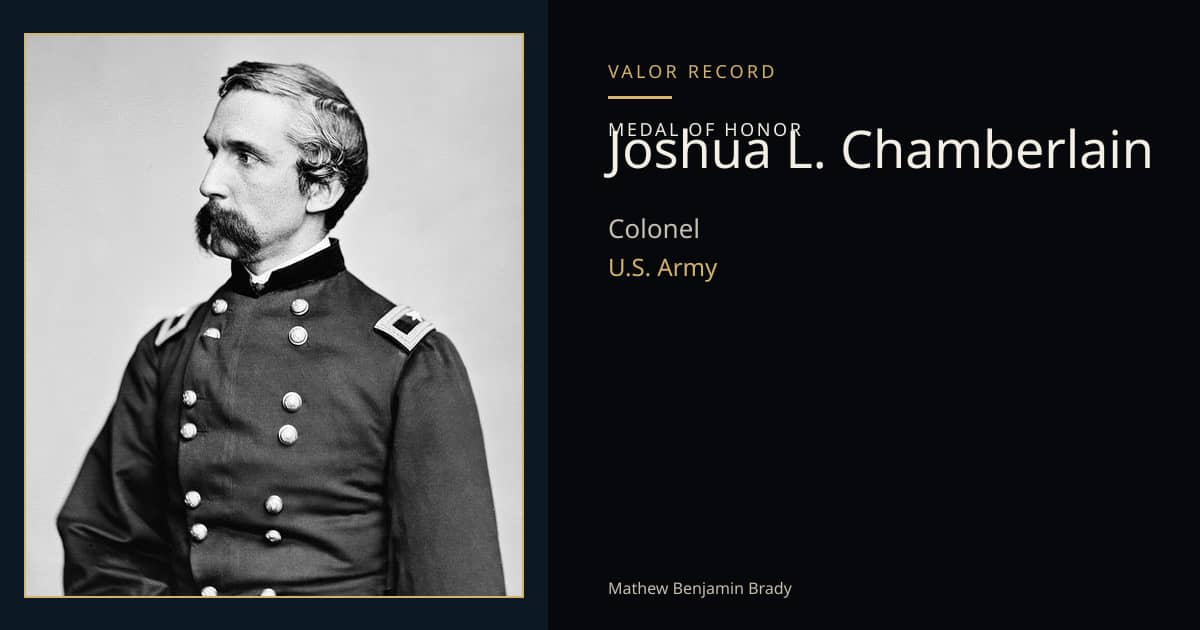 VALOR RECORD
MEDAL OF HONOR
Joshua L. Chamberlain
Colonel
U.S. Army
Mathew Benjamin Brady